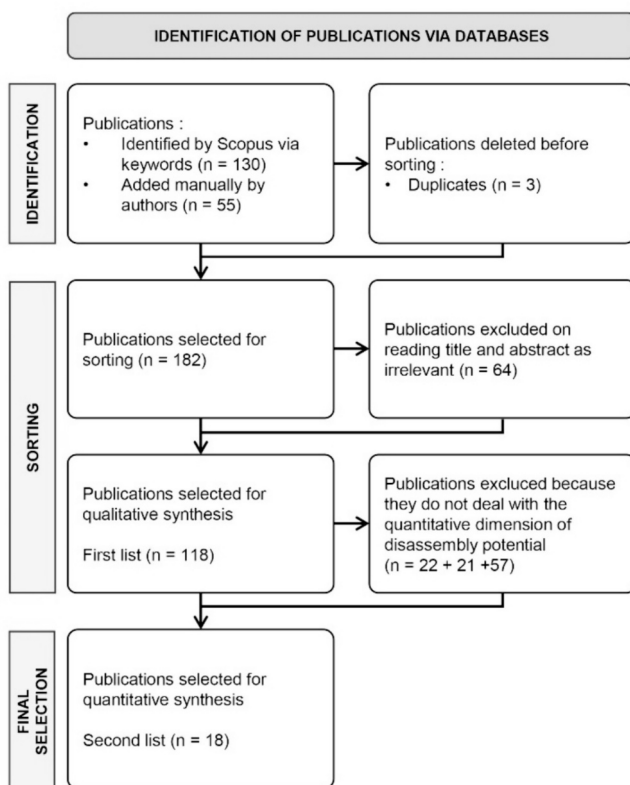 IDENTIFICATION OF PUBLICATIONS VIA DATABASES
IDENTIFICATION
Publications :
• Identified by Scopus via
keywords (n = 130)
• Added manually by
authors (n = 55)
Publications deleted before
sorting :
• Duplicates (n = 3)
SORTING
Publications selected for
sorting (n = 182)
Publications excluded on
reading title and abstract as
irrelevant (n = 64)
Publications selected for
qualitative synthesis
First list (n = 118)
Publications excluced because
they do not deal with the
quantitative dimension of
disassembly potential
(n = 22 + 21 +57)
FINAL
SELECTION
Publications selected for
quantitative synthesis
Second list (n = 18)